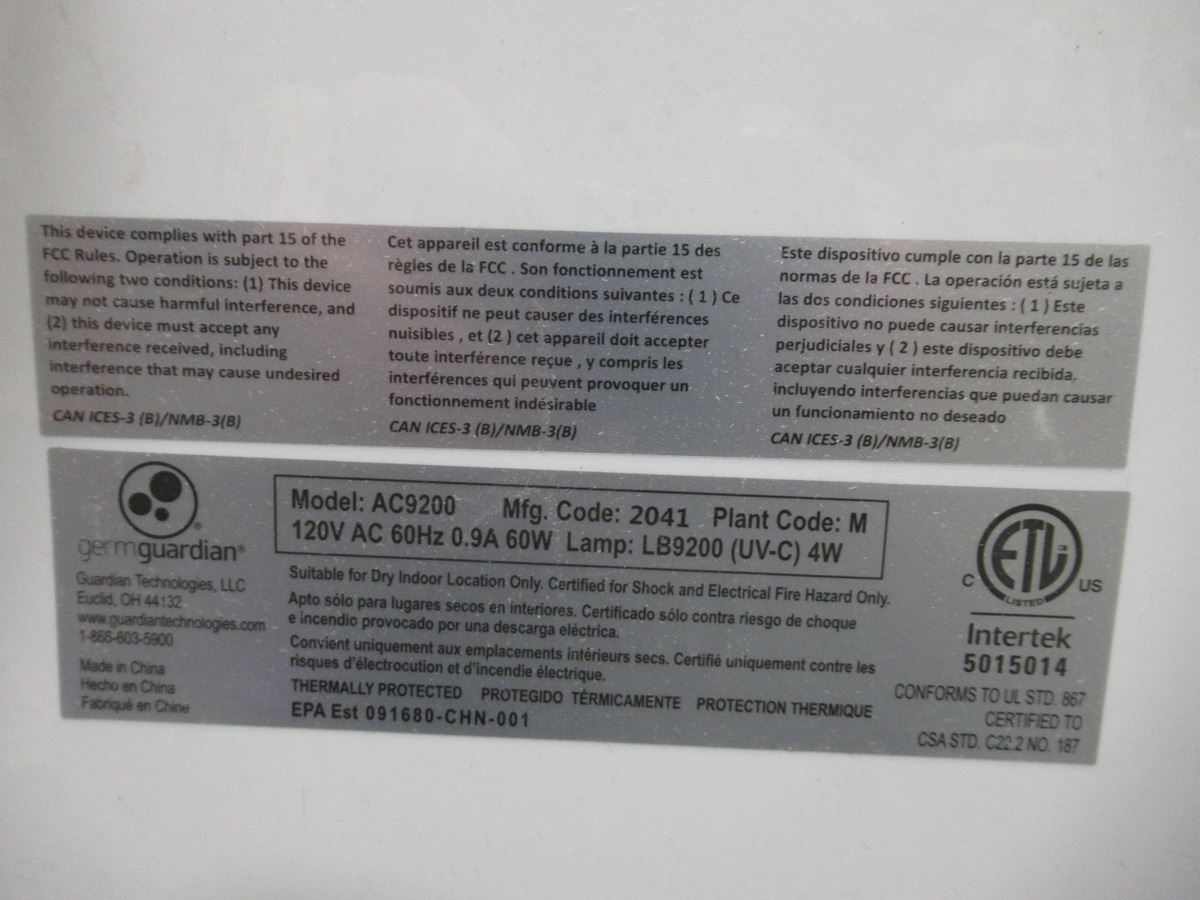 This device complies with part 15 of the
FCC Rules. Operation is subject to the
following two conditions: (1) This device
may not cause harmful interference, and
(2) this device must accept any
interference received, including
interference that may cause undesired
operation.
CAN ICES-3 (B)/NMB-3(B)
Cet appareil est conforme à la partie 15 des
règles de la FCC . Son fonctionnement est
soumis aux deux conditions suivantes : ( 1 ) Ce
dispositif ne peut causer des interférences
nuisibles , et (2 ) cet appareil doit accepter
toute interférence reçue , y compris les
interférences qui peuvent provoquer un
fonctionnement indésirable
CAN ICES-3 (B)/NMB-3(B)
Este dispositivo cumple con la parte 15 de las
normas de la FCC . La operación está sujeta a
las dos condiciones siguientes : ( 1 ) Este
dispositivo no puede causar interferencias
perjudiciales y ( 2 ) este dispositivo debe
aceptar cualquier interferencia recibida,
incluyendo interferencias que puedan causar
un funcionamiento no deseado
CAN ICES-3 (B)/NMB-3(B)
germguardian®
Guardian Technologies, LLC
Euclid, OH 44132
www.guardiantechnologies.com
1-866-603-5900
Made in China
Hecho en China
Fabriqué en Chine
Model: AC9200 Mfg. Code: 2041 Plant Code: M
120V AC 60Hz 0.9A 60W Lamp: LB9200 (UV-C) 4W
Suitable for Dry Indoor Location Only. Certified for Shock and Electrical Fire Hazard Only.
Apto sólo para lugares secos en interiores. Certificado sólo contra riesgo de choque
e incendio provocado por una descarga eléctrica.
Convient uniquement aux emplacements intérieurs secs. Certifié uniquement contre les
risques d'électrocution et d'incendie électrique.
THERMALLY PROTECTED PROTEGIDO TÉRMICAMENTE PROTECTION THERMIQUE
EPA Est 091680-CHN-001
C ETL US
LISTED
Intertek
5015014
CONFORMS TO UL STD. 867
CERTIFIED TO
CSA STD. C22.2 NO. 187